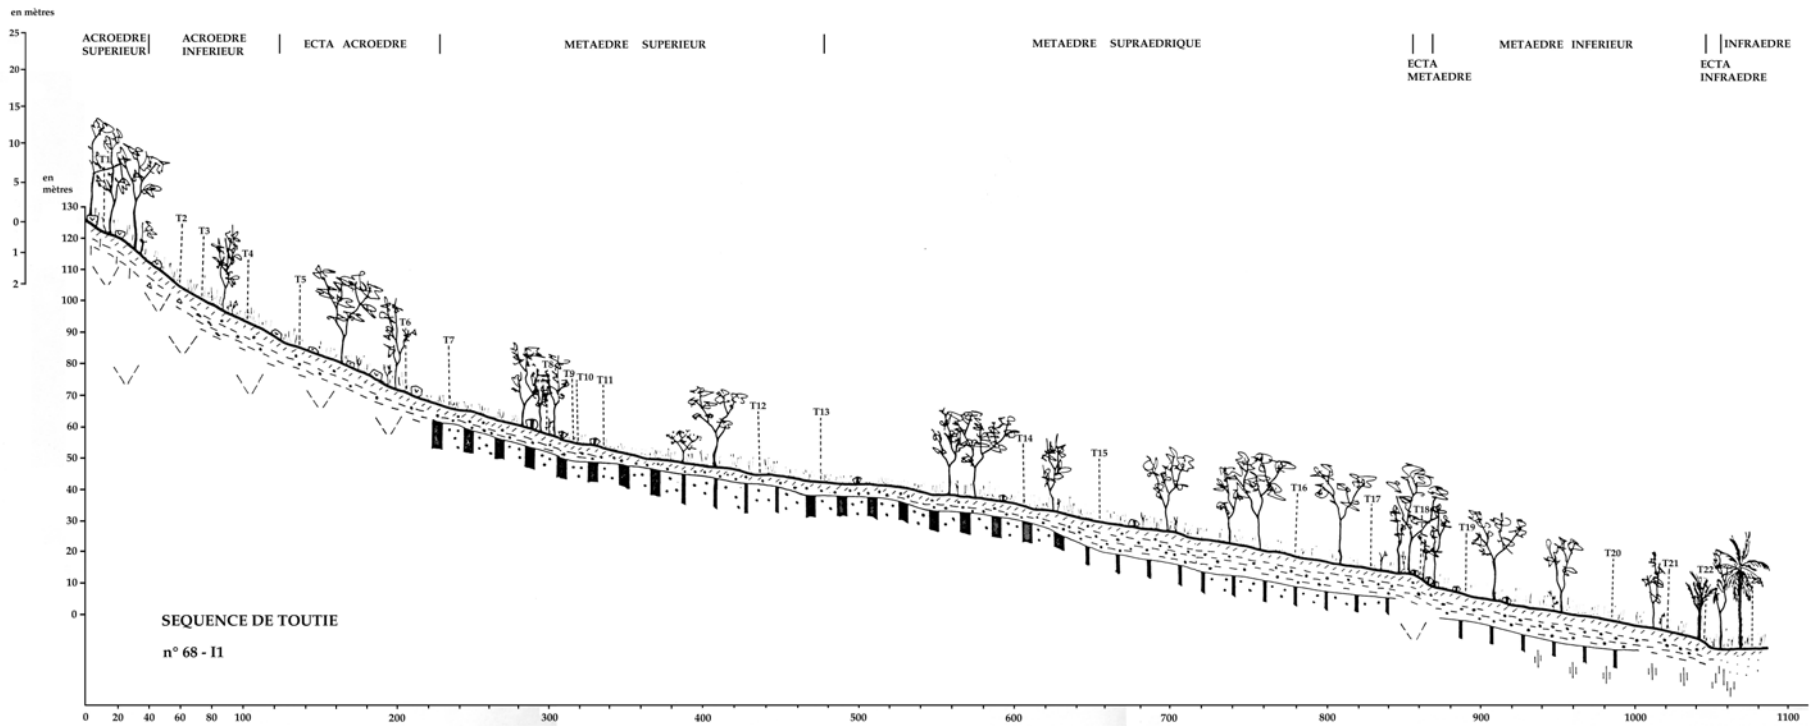 en mètres
25
20
15
10
5
0
1
2
ACROEDRE
SUPERIEUR
ACROEDRE
INFERIEUR
ECTA ACROEDRE
METAEDRE SUPERIEUR
METAEDRE SUPRAEDRIQUE
ECTA
METAEDRE
METAEDRE INFERIEUR
ECTA
INFRAEDRE
INFRAEDRE
en
mètres
130
120
110
100
90
80
70
60
50
40
30
20
10
0
T1
T2
T3
T4
T5
T6
T7
T8
T9
T10
T11
T12
T13
T14
T15
T16
T17
T18
T19
T20
T21
T22
SEQUENCE DE TOUTIE
n° 68 - I1
0 20 40 60 80 100 200 300 400 500 600 700 800 900 1000 1100